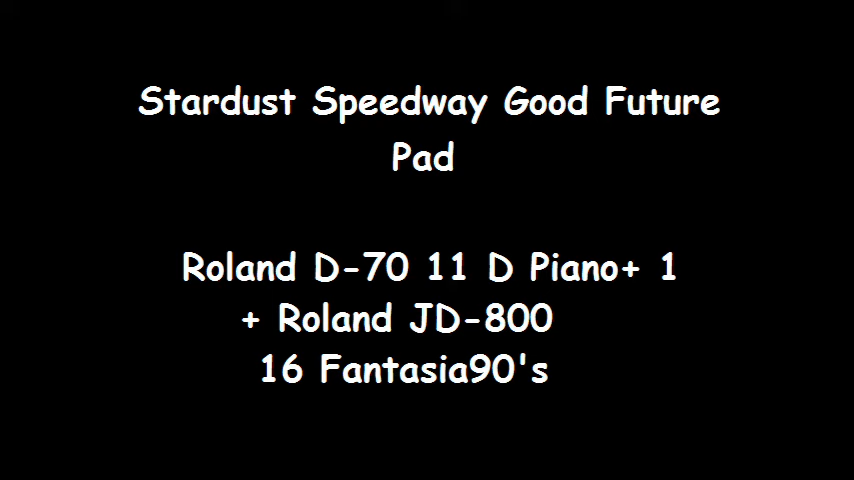 Stardust Speedway Good Future
Pad
Roland D-70 11 D Piano+ 1
+ Roland JD-800
16 Fantasia90's